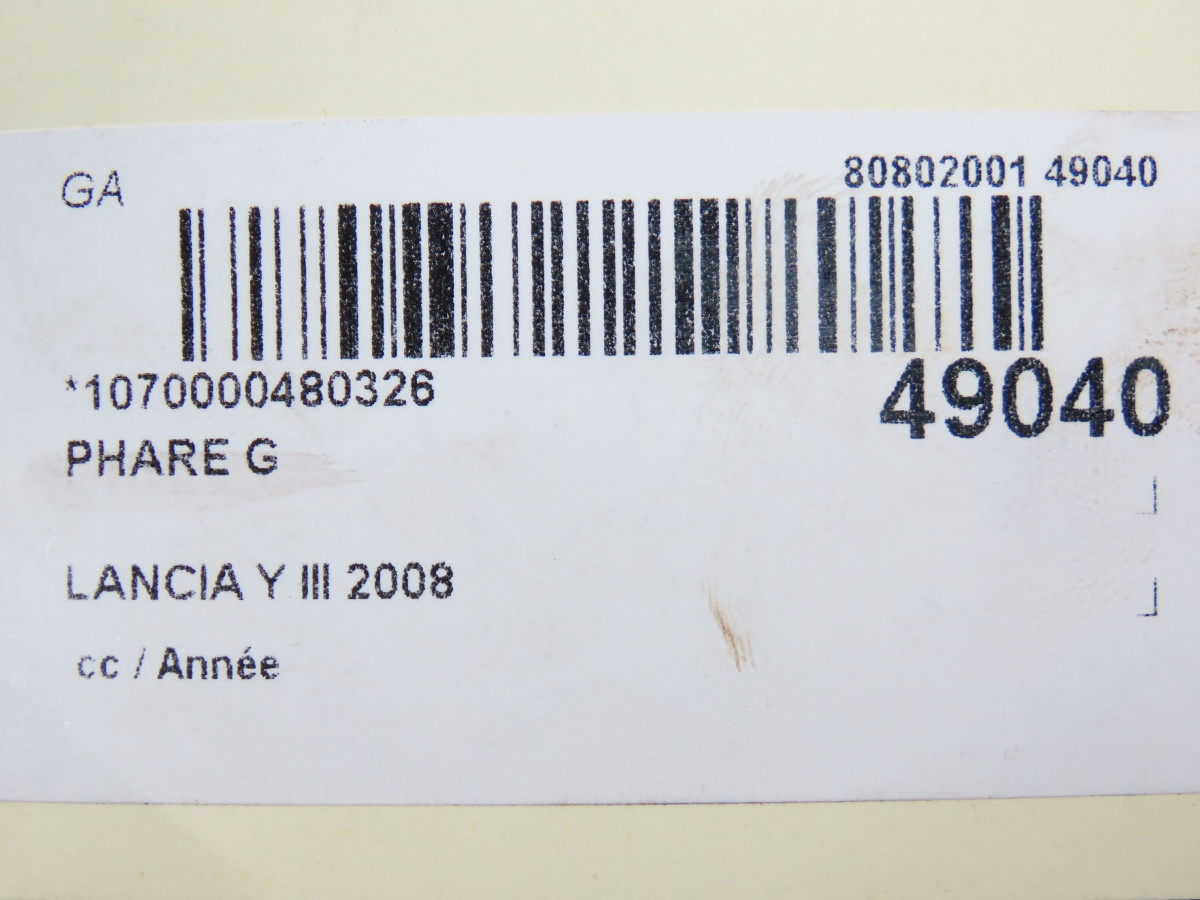 GA
80802001 49040
*1070000480326
49040
PHARE G
LANCIA Y III 2008
cc / Année